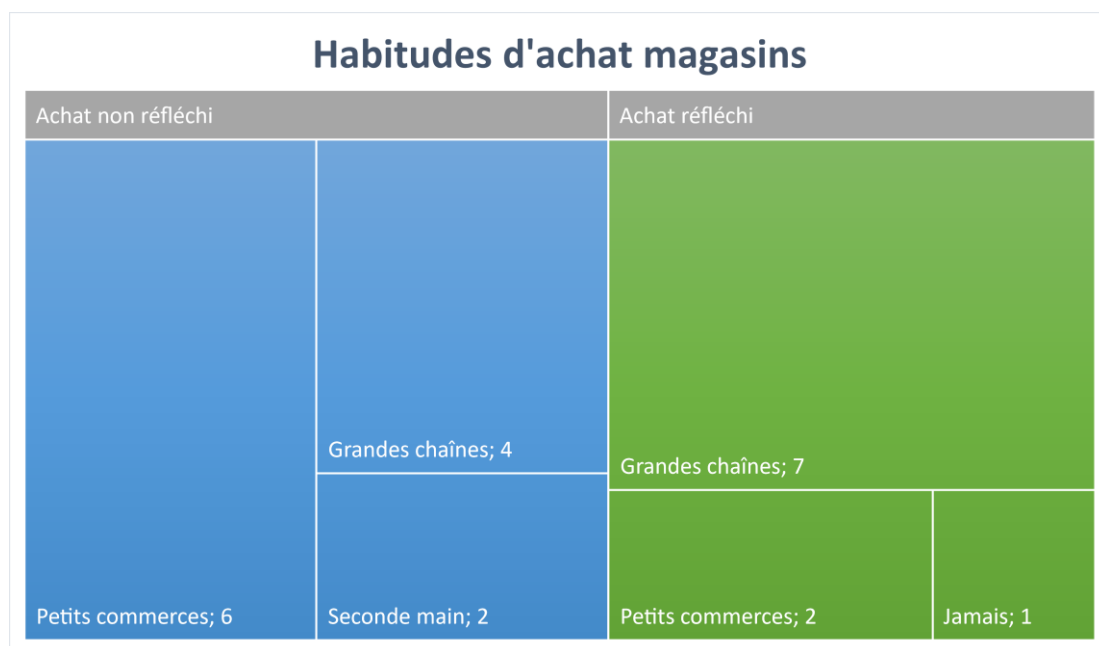 Habitudes d'achat magasins
Achat non réfléchi
Achat réfléchi
Grandes chaînes; 4
Grandes chaînes; 7
Petits commerces; 6
Seconde main; 2
Petits commerces; 2
Jamais; 1